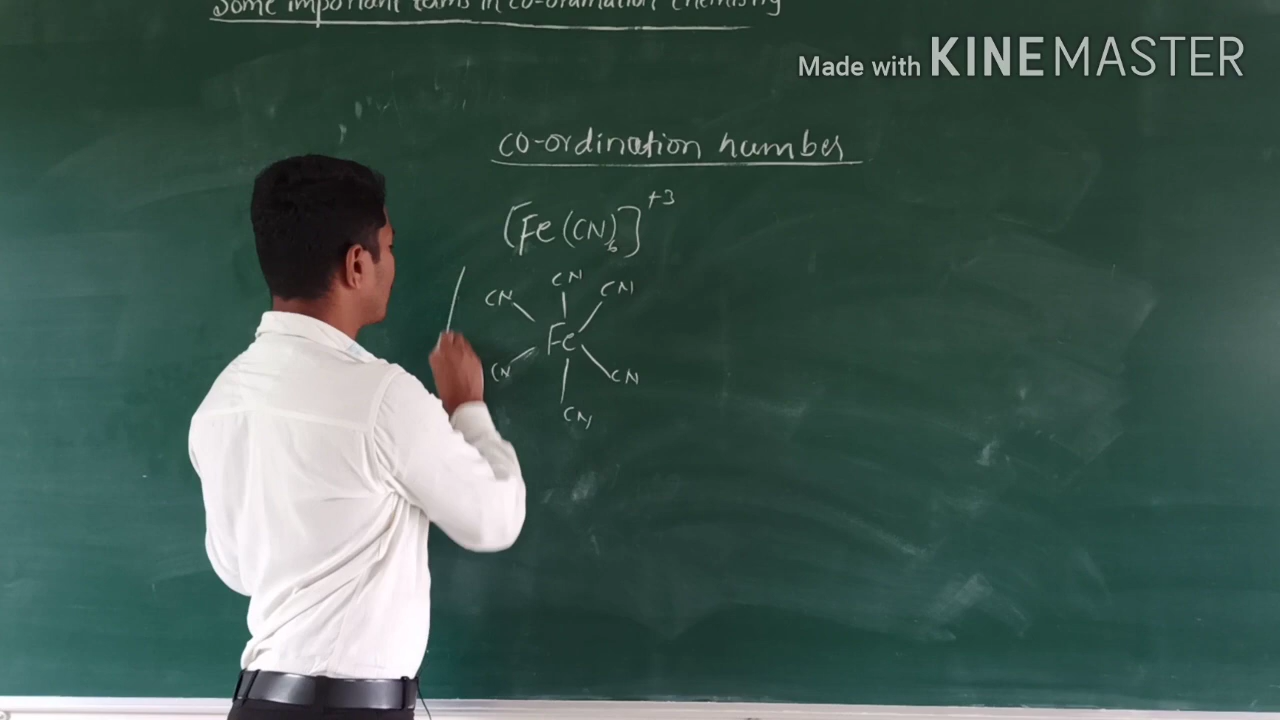 Some important terms in co-ordination chemistry
Made with KINEMASTER
co-ordination number
[Fe(CN)6]+3
CN CN CN
Fe
CN CN
CN